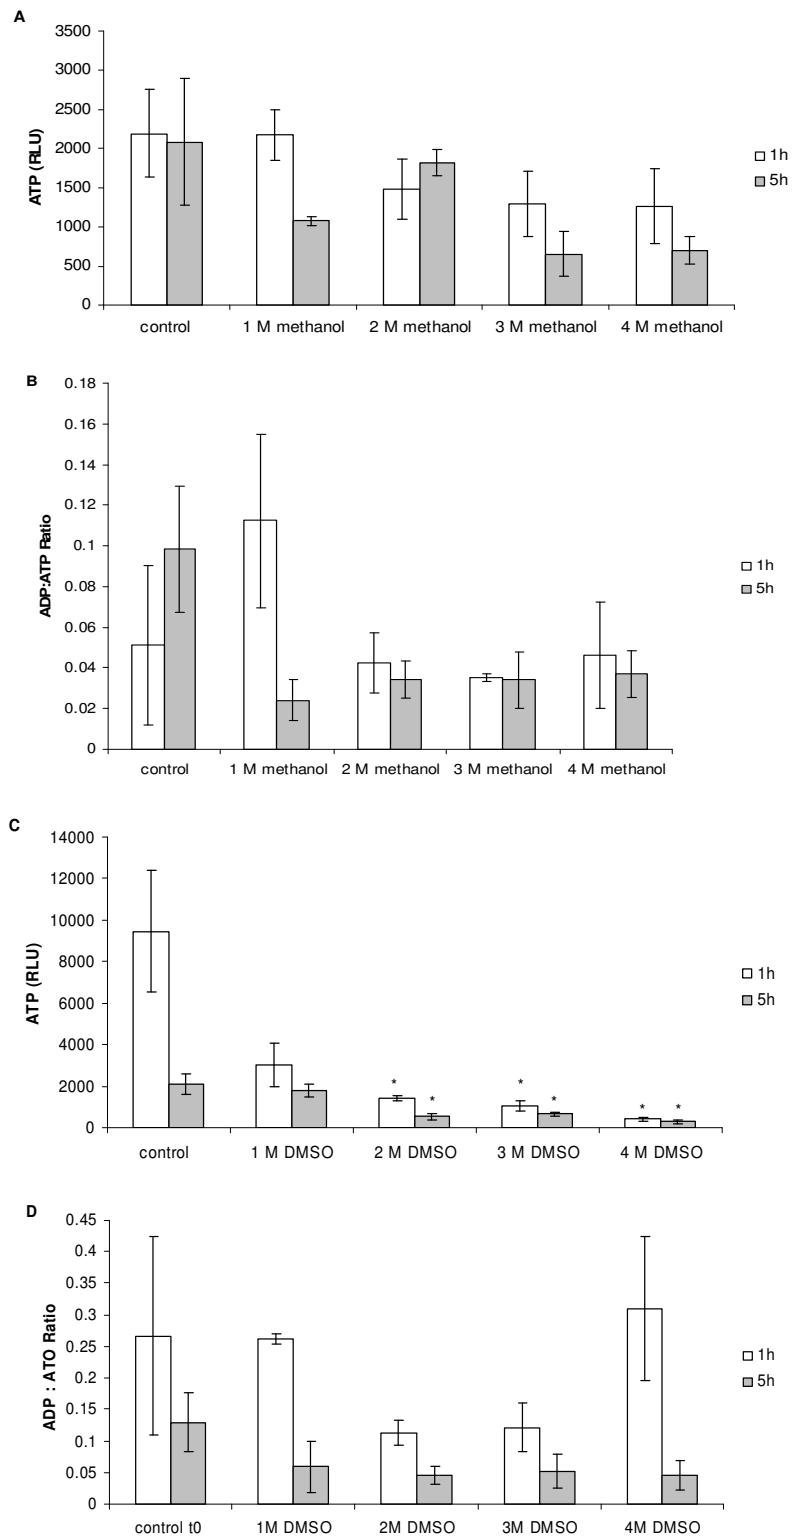 A
3500
3000
2500
2000
1500
1000
500
0
ATP (RLU)
1h
5h
control 1 M methanol 2 M methanol 3 M methanol 4 M methanol
B
0.18
0.16
0.14
0.12
0.1
0.08
0.06
0.04
0.02
0
ADP:ATP Ratio
1h
5h
control 1 M methanol 2 M methanol 3 M methanol 4 M methanol
C
14000
12000
10000
8000
6000
4000
2000
0
ATP (RLU)
1h
5h
* * * * * *
control 1 M DMSO 2 M DMSO 3 M DMSO 4 M DMSO
D
0.45
0.4
0.35
0.3
0.25
0.2
0.15
0.1
0.05
0
ADP : ATO Ratio
1h
5h
control t0 1M DMSO 2M DMSO 3M DMSO 4M DMSO